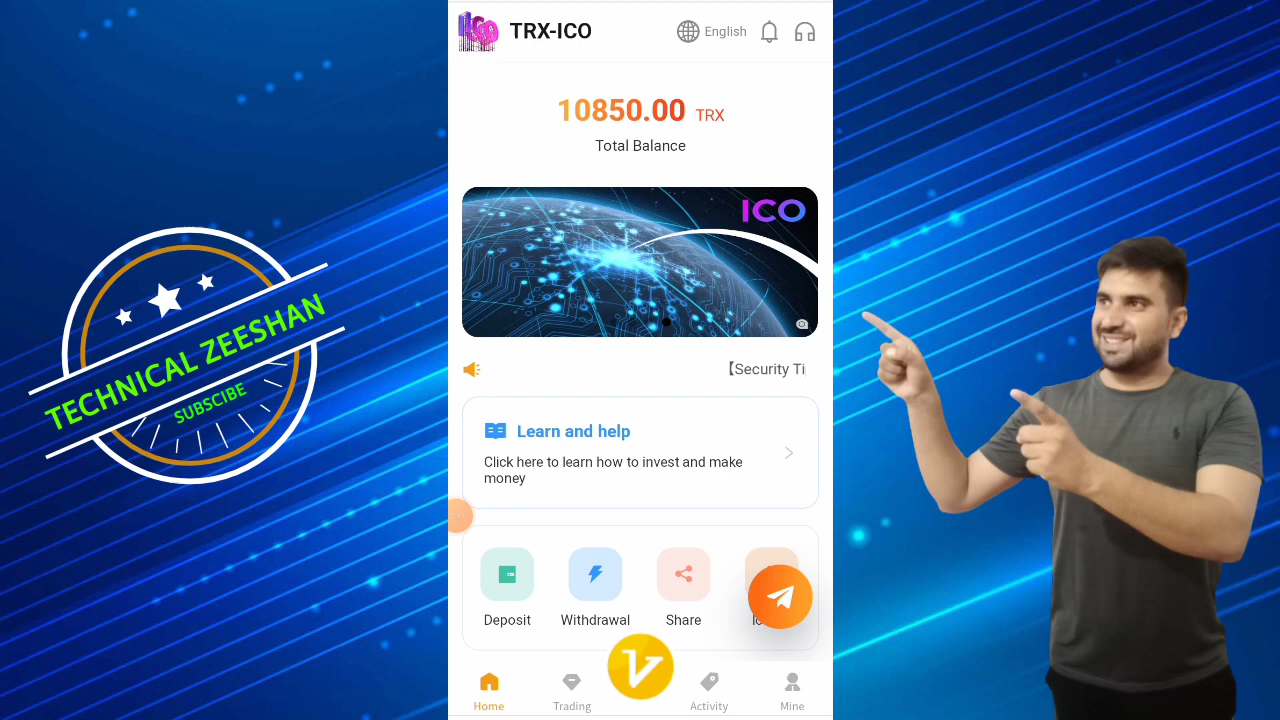 TECHNICAL ZEESHAN
SUBSCIBE
TRX-ICO
English
10850.00 TRX
Total Balance
ICO
【Security Ti
Learn and help
Click here to learn how to invest and make
money
Deposit
Withdrawal
Share
Home
Trading
Activity
Mine